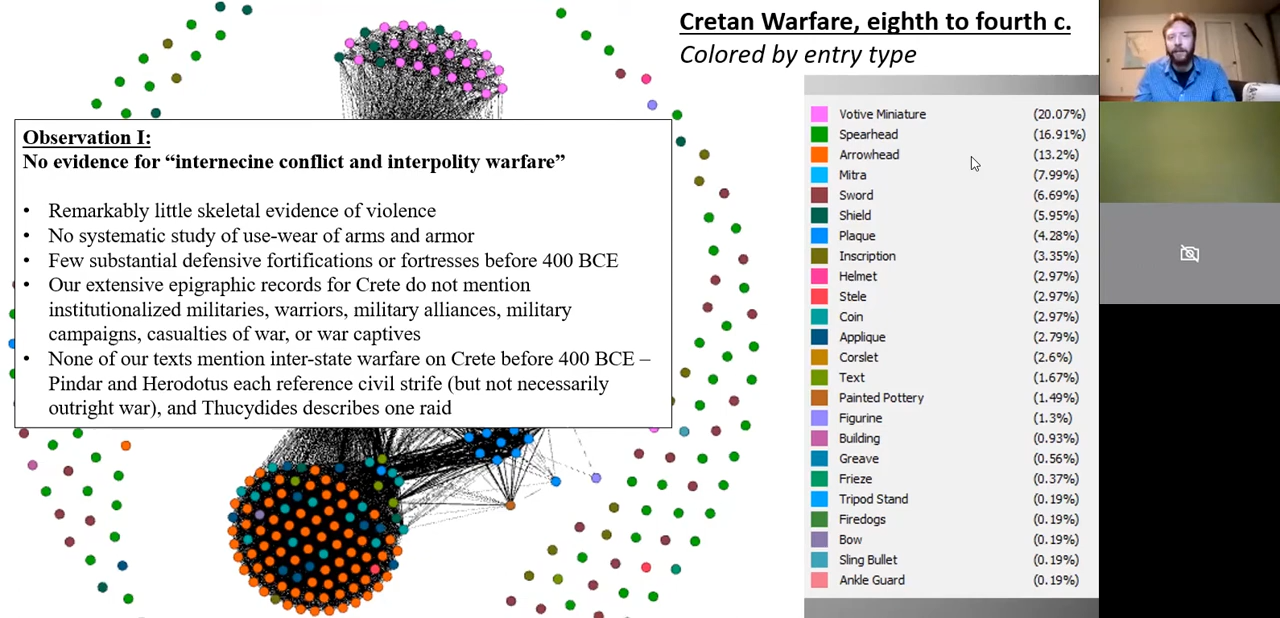 Cretan Warfare, eighth to fourth c.
Colored by entry type
Observation I:
No evidence for “internecine conflict and interpolity warfare”
• Remarkably little skeletal evidence of violence
• No systematic study of use-wear of arms and armor
• Few substantial defensive fortifications or fortresses before 400 BCE
• Our extensive epigraphic records for Crete do not mention
institutionalized militaries, warriors, military alliances, military
campaigns, casualties of war, or war captives
• None of our texts mention inter-state warfare on Crete before 400 BCE –
Pindar and Herodotus each reference civil strife (but not necessarily
outright war), and Thucydides describes one raid
Votive Miniature (20.07%)
Spearhead (16.91%)
Arrowhead (13.2%)
Mitra (7.99%)
Sword (6.69%)
Shield (5.95%)
Plaque (4.28%)
Inscription (3.35%)
Helmet (2.97%)
Stele (2.97%)
Coin (2.97%)
Applique (2.79%)
Corslet (2.6%)
Text (1.67%)
Painted Pottery (1.49%)
Figurine (1.3%)
Building (0.93%)
Greave (0.56%)
Frieze (0.37%)
Tripod Stand (0.19%)
Firedogs (0.19%)
Bow (0.19%)
Sling Bullet (0.19%)
Ankle Guard (0.19%)